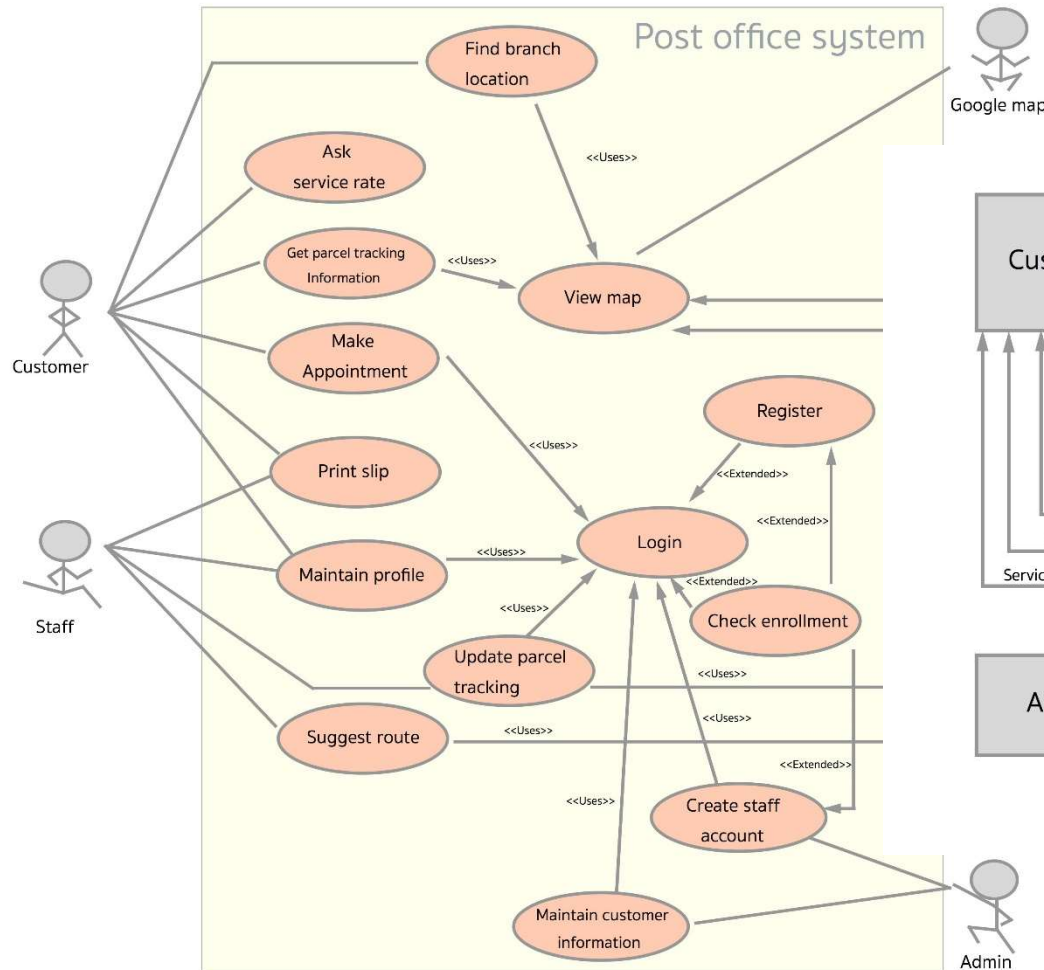 Post office system
Find branch
location
Google map
<<Uses>>
Ask
service rate
Get parcel tracking
Information
<<Uses>>
View map
Make
Appointment
Customer
Register
<<Uses>>
<<Extended>>
Print slip
<<Extended>>
Login
<<Uses>>
<<Extended>>
Maintain profile
Staff
<<Uses>>
Check enrollment
Update parcel
tracking
<<Uses>>
<<Uses>>
Suggest route
<<Uses>>
<<Extended>>
<<Uses>>
Create staff
account
Maintain customer
information
Admin